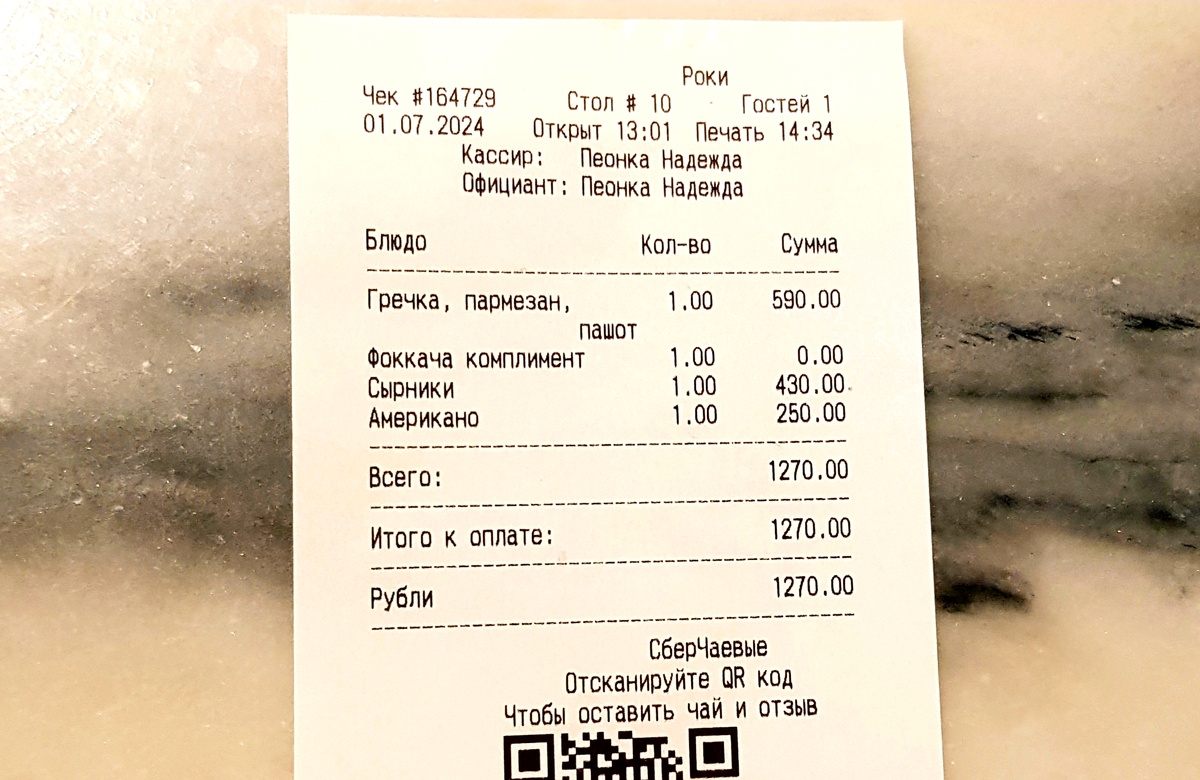 Роки
Чек #164729 Стол # 10 Гостей 1
01.07.2024 Открыт 13:01 Печать 14:34
Кассир: Пеонка Надежда
Официант: Пеонка Надежда
Блюдо Кол-во Сумма
Гречка, пармезан, 1.00 590.00
пашот
Фоккача комплимент 1.00 0.00
Сырники 1.00 430.00
Американо 1.00 250.00
Всего: 1270.00
Итого к оплате: 1270.00
Рубли 1270.00
СберЧаевые
Отсканируйте QR код
Чтобы оставить чай и отзыв